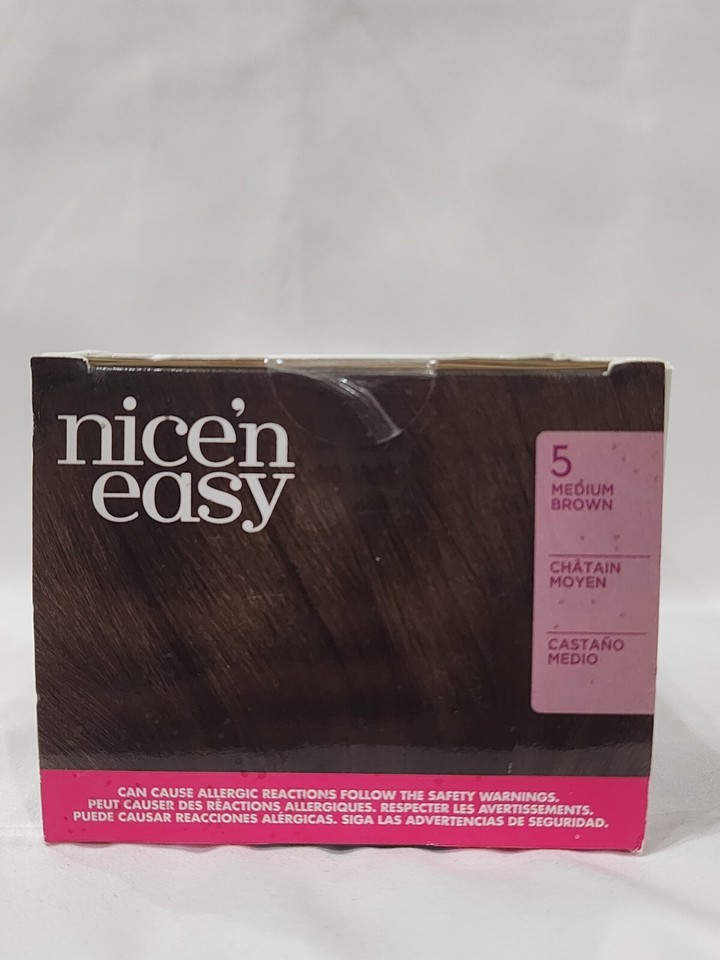 nice'n
easy
5
MEDIUM
BROWN
CHÂTAIN
MOYEN
CASTAÑO
MEDIO
CAN CAUSE ALLERGIC REACTIONS FOLLOW THE SAFETY WARNINGS.
PEUT CAUSER DES RÉACTIONS ALLERGIQUES. RESPECTER LES AVERTISSEMENTS.
PUEDE CAUSAR REACCIONES ALÉRGICAS. SIGA LAS ADVERTENCIAS DE SEGURIDAD.